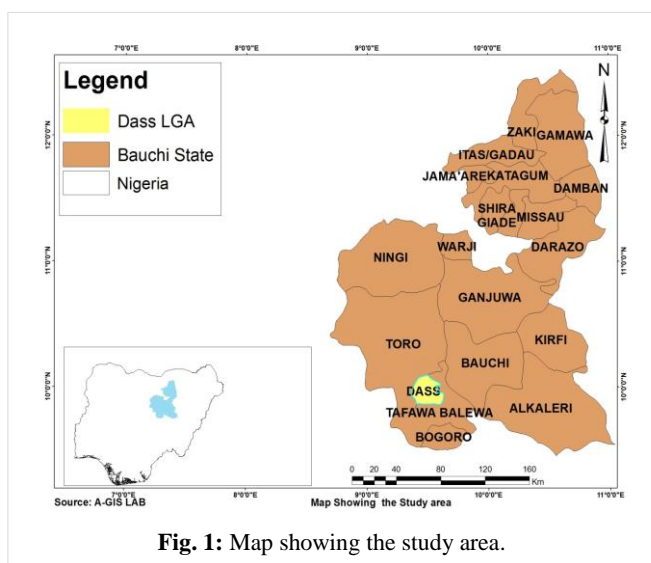 7°0'0"E 8°0'0"E 9°0'0"E 10°0'0"E 11°0'0"E
Legend
Dass LGA
Bauchi State
Nigeria
N
12°0'0"N
12°0'0"N
11°0'0"N
11°0'0"N
10°0'0"N
10°0'0"N
ZAKI GAMAWA
ITAS/GADAU
JAMA'ARE KATAGUM
DAMBAN
SHIRA
GIADE
MISSAU
WARJI
DARAZO
NINGI
GANJUWA
KIRFI
TORO
BAUCHI
DASS
ALKALERI
TAFAWA BALEWA
BOGORO
0 10 20 40 80 120 160
Km
Source: A-GIS LAB Map Showing the Study area
7°0'0"E 8°0'0"E 9°0'0"E 10°0'0"E 11°0'0"E
Fig. 1: Map showing the study area.